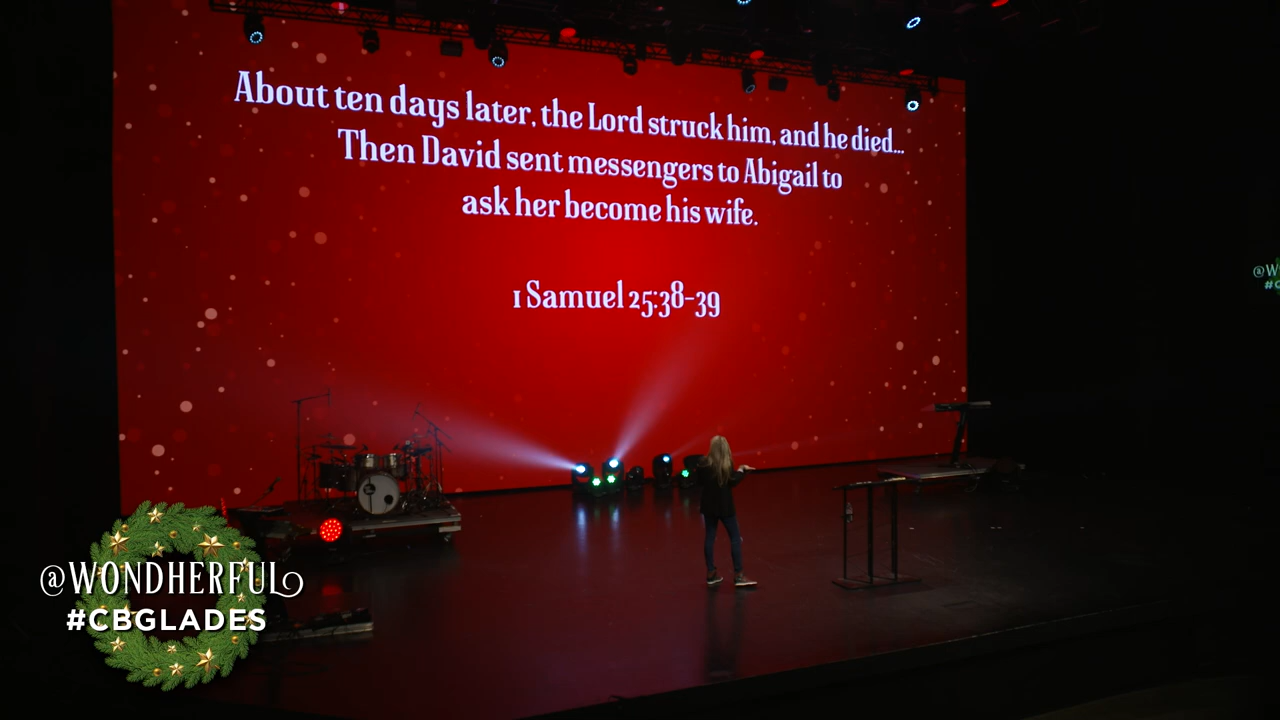 About ten days later, the Lord struck him, and he died...
Then David sent messengers to Abigail to
ask her become his wife.
1 Samuel 25:38-39
@WONDHERFUL
#CBGLADES
@W
#C